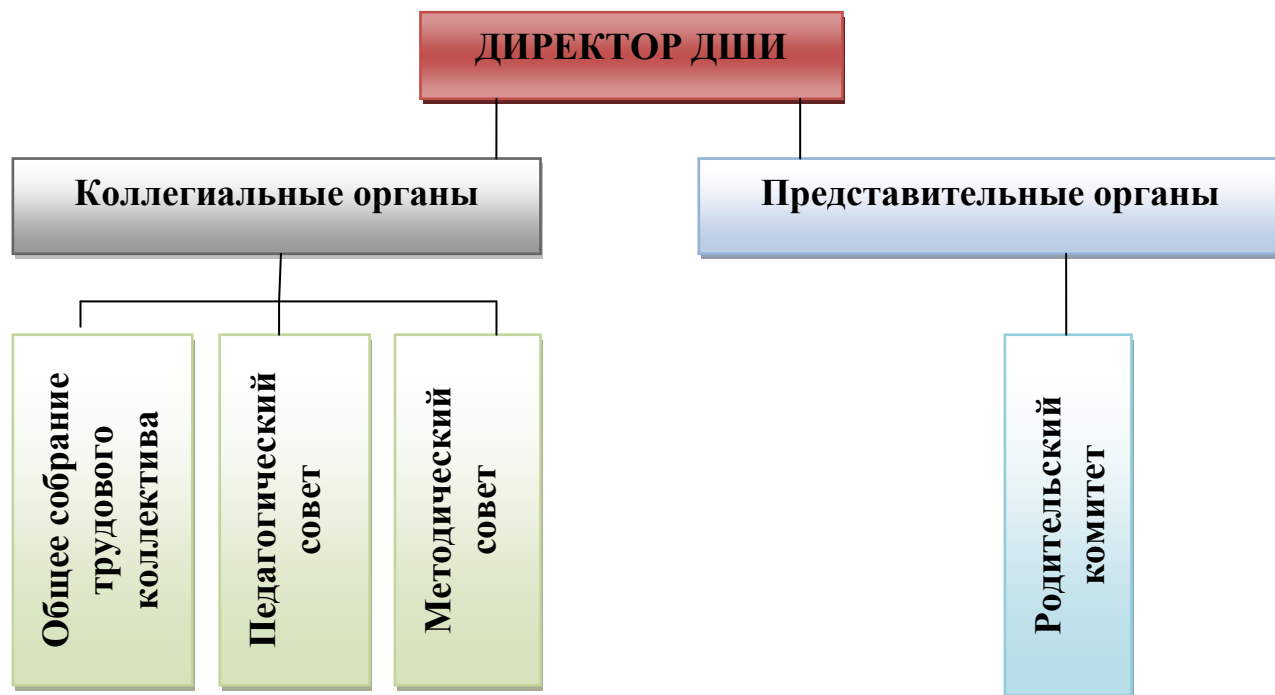 ДИРЕКТОР ДШИ
Коллегиальные органы
Представительные органы
Общее собрание
трудового
коллектива
Педагогический
совет
Методический
совет
Родительский
комитет